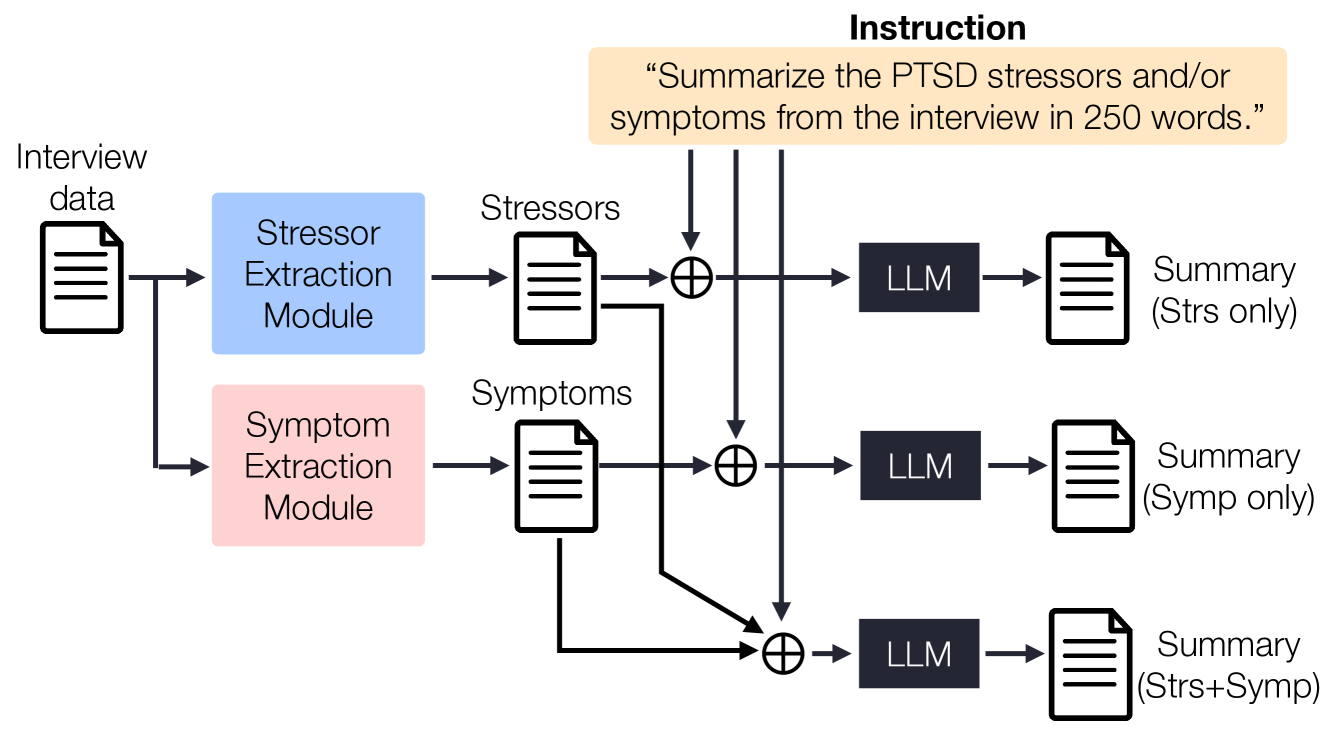 Instruction
“Summarize the PTSD stressors and/or
symptoms from the interview in 250 words.”
Interview
data
Stressor
Extraction
Module
Stressors
LLM
Summary
(Strs only)
Symptom
Extraction
Module
Symptoms
LLM
Summary
(Symp only)
LLM
Summary
(Strs+Symp)